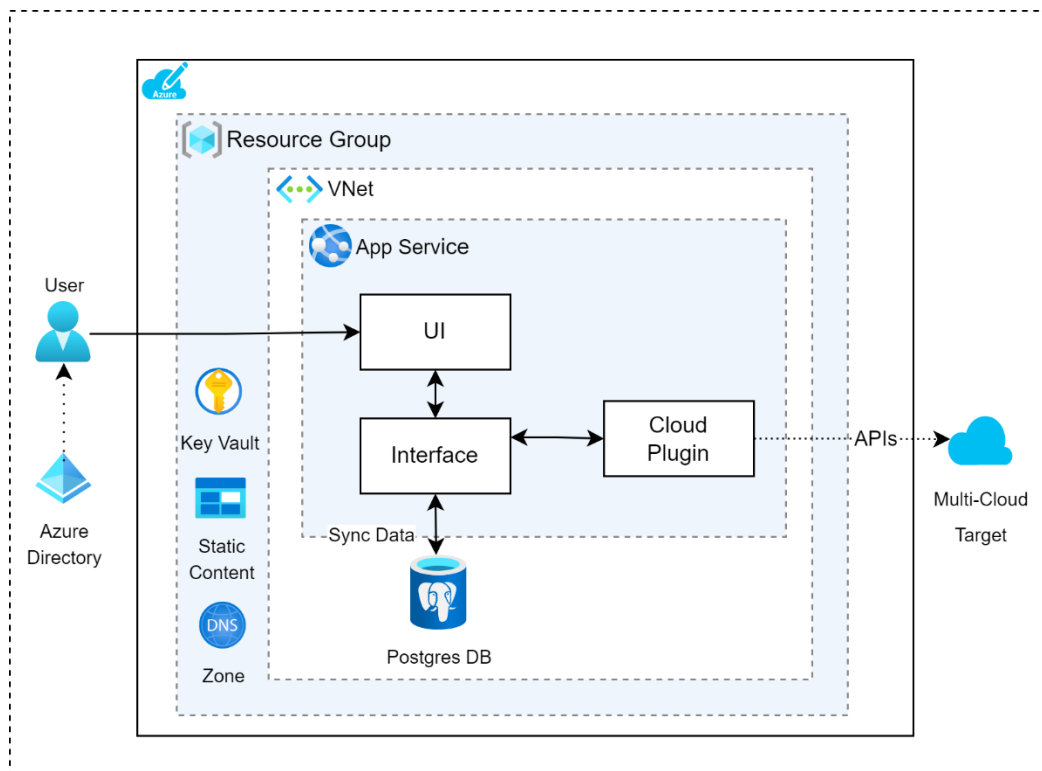 Azure
Resource Group
VNet
App Service
User
UI
Key Vault
Interface
Cloud
Plugin
APIs
Azure
Directory
Static
Content
Sync Data
Multi-Cloud
Target
DNS
Zone
Postgres DB